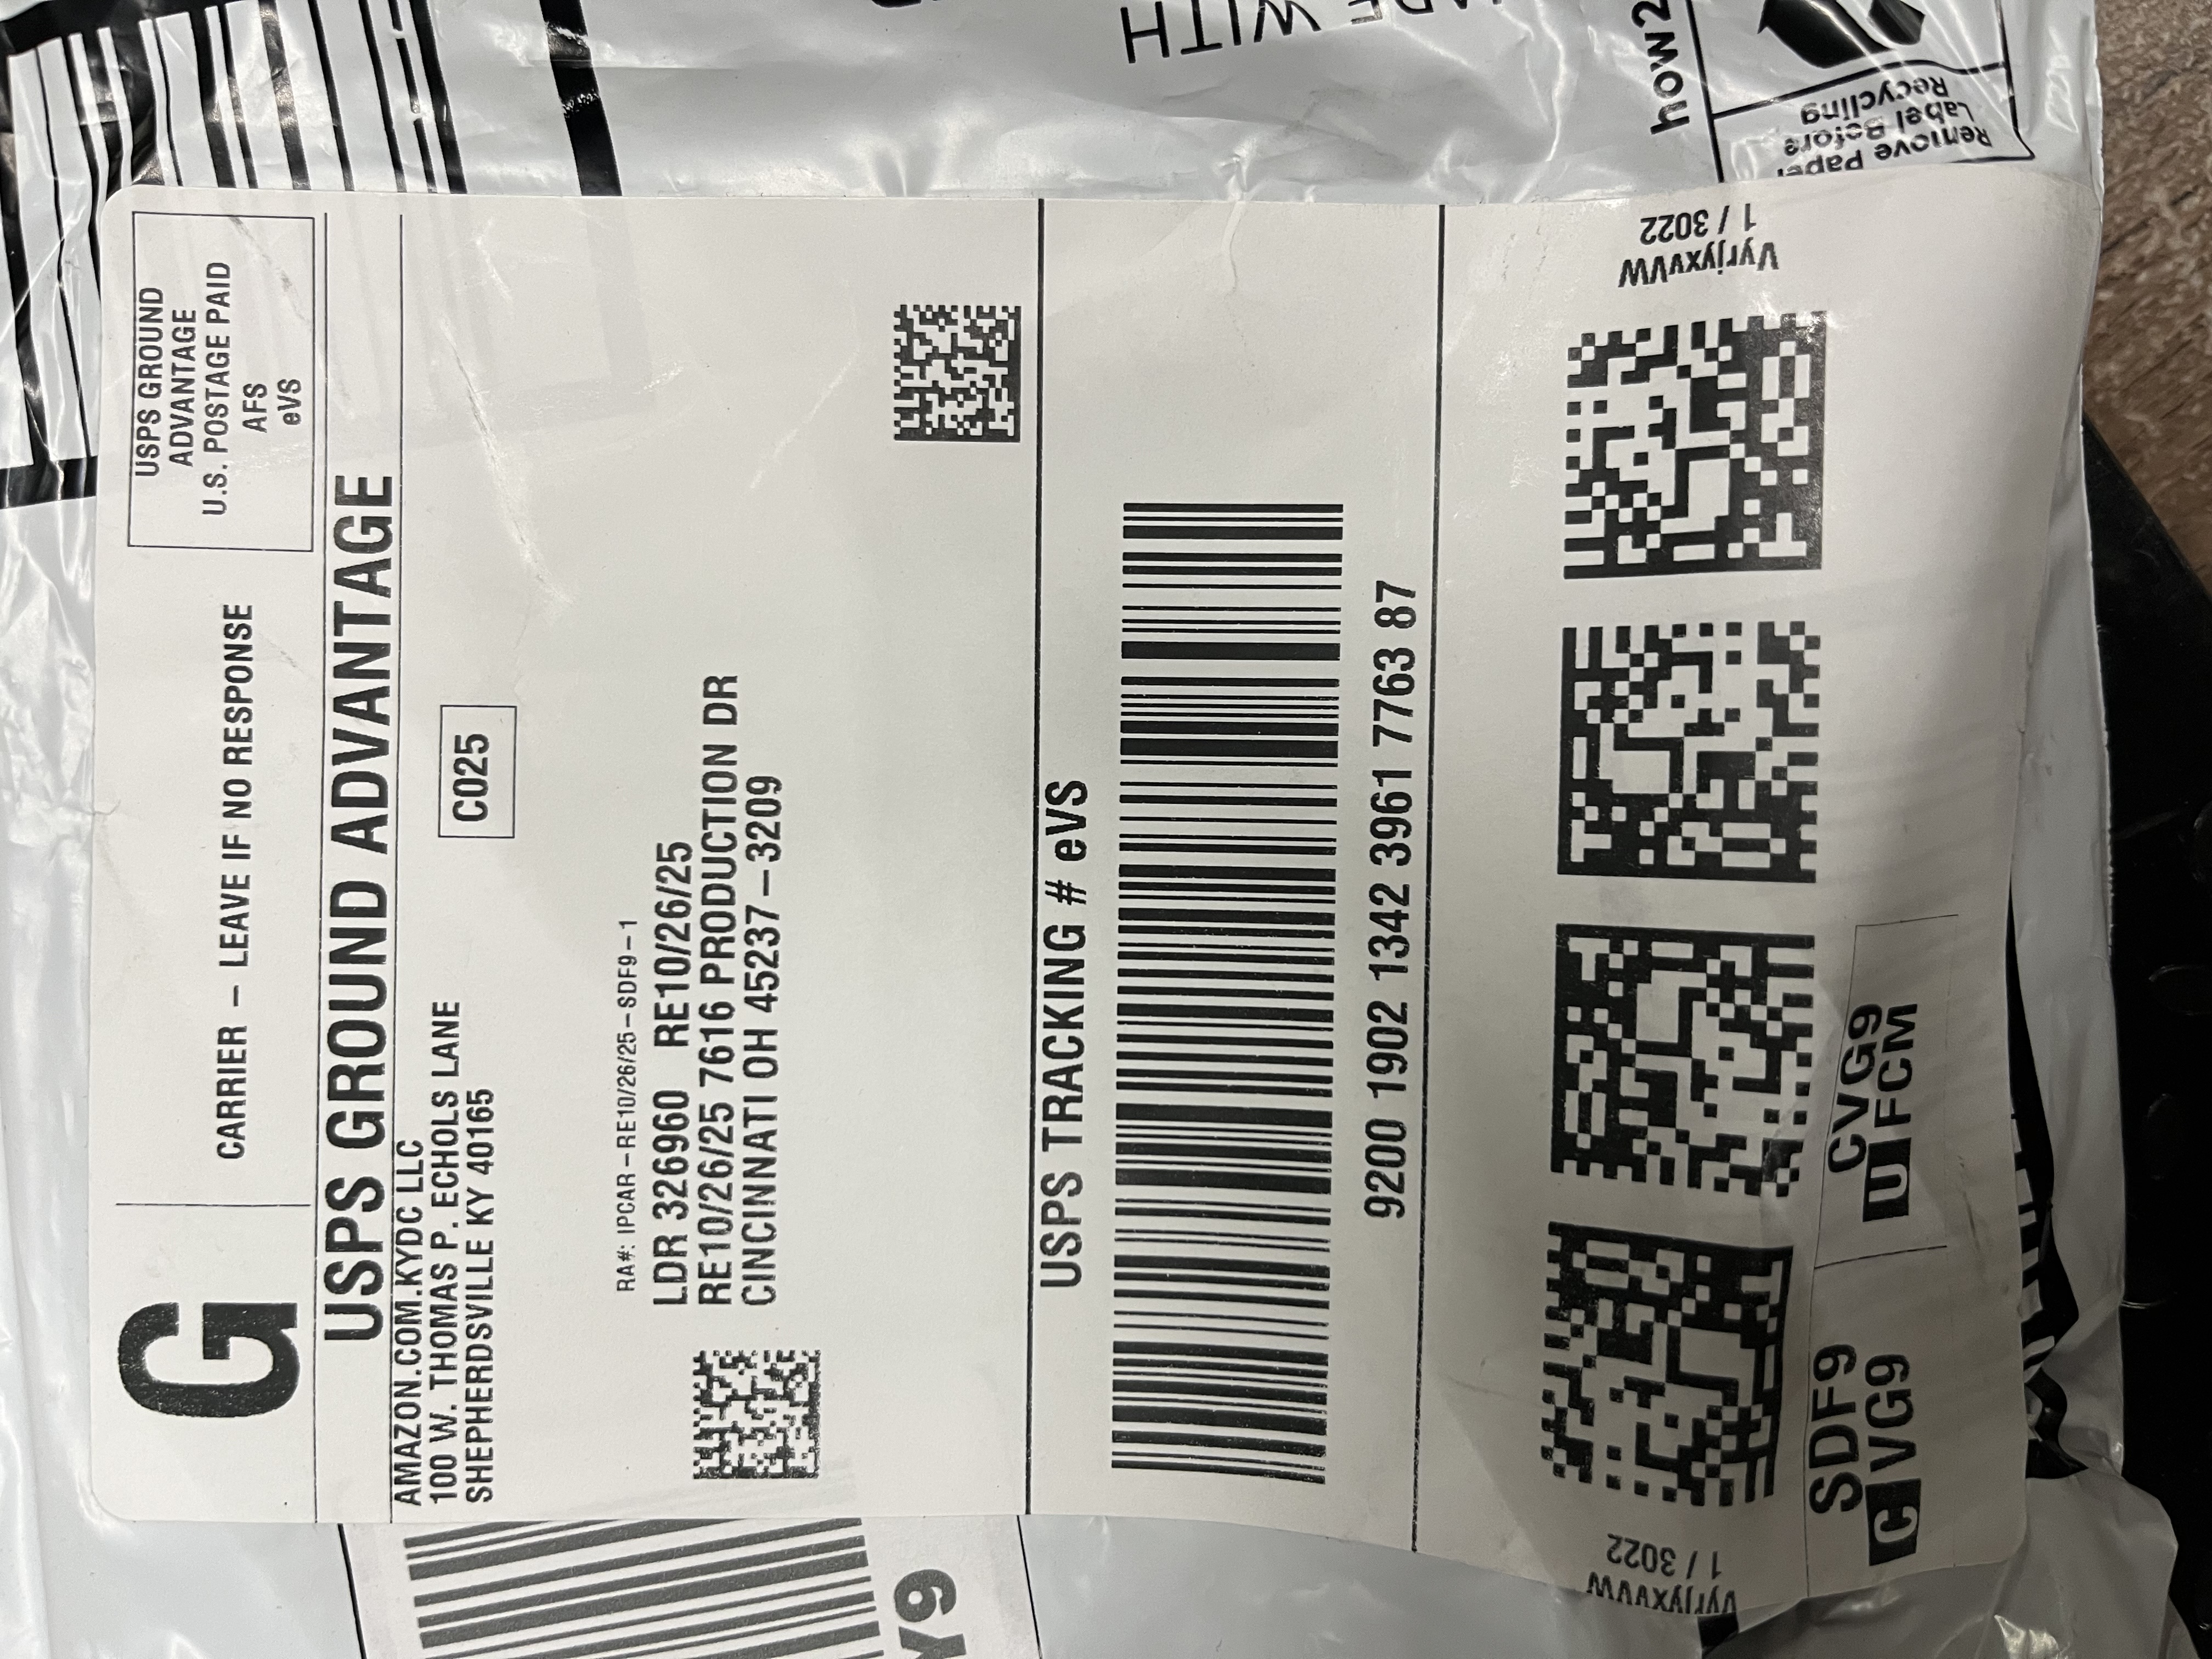 G
CARRIER – LEAVE IF NO RESPONSE
USPS GROUND
ADVANTAGE
U.S. POSTAGE PAID
AFS
eVS
USPS GROUND ADVANTAGE
AMAZON.COM.KYDC LLC
100 W. THOMAS P. ECHOLS LANE
SHEPHERDSVILLE KY 40165
C025
RA#: IPCAR–RE10/26/25–SDF9–1
LDR 326960 RE10/26/25
RE10/26/25 7616 PRODUCTION DR
CINCINNATI OH 45237–3209
USPS TRACKING # eVS
9200 1902 1342 3961 7763 87
VyrjyxvVW
1 / 3022
VyrjyxvVW
1 / 3022
SDF9
CVG9
C VG9
U FCM
Y9
WITH
how2
Remove Paper
Label Before
Recycling